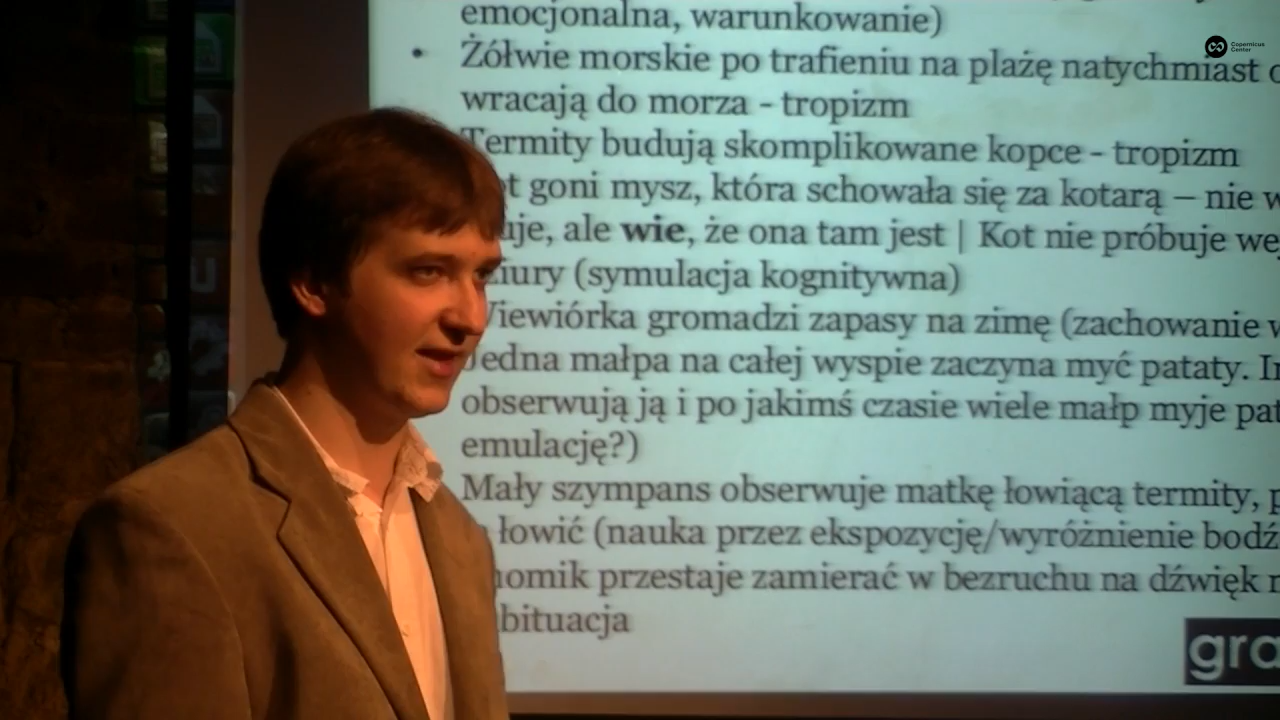 emocjonalna, warunkowanie)
Copernicus
Center
• Żółwie morskie po trafieniu na plażę natychmiast
wracają do morza - tropizm
Termity budują skomplikowane kopce - tropizm
goni mysz, która schowała się za kotarą – nie
ale wie, że ona tam jest | Kot nie próbuje
(symulacja kognitywna)
Wiewiórka gromadzi zapasy na zimę (zachowanie
Jedna małpa na całej wyspie zaczyna myć pataty.
obserwują ją i po jakimś czasie wiele małp myje
emulację?)
Mały szympans obserwuje matkę łowiącą termity,
łowić (nauka przez ekspozycję/wyróżnienie
przestaje zamierać w bezruchu na dźwięk
bituacja
gra